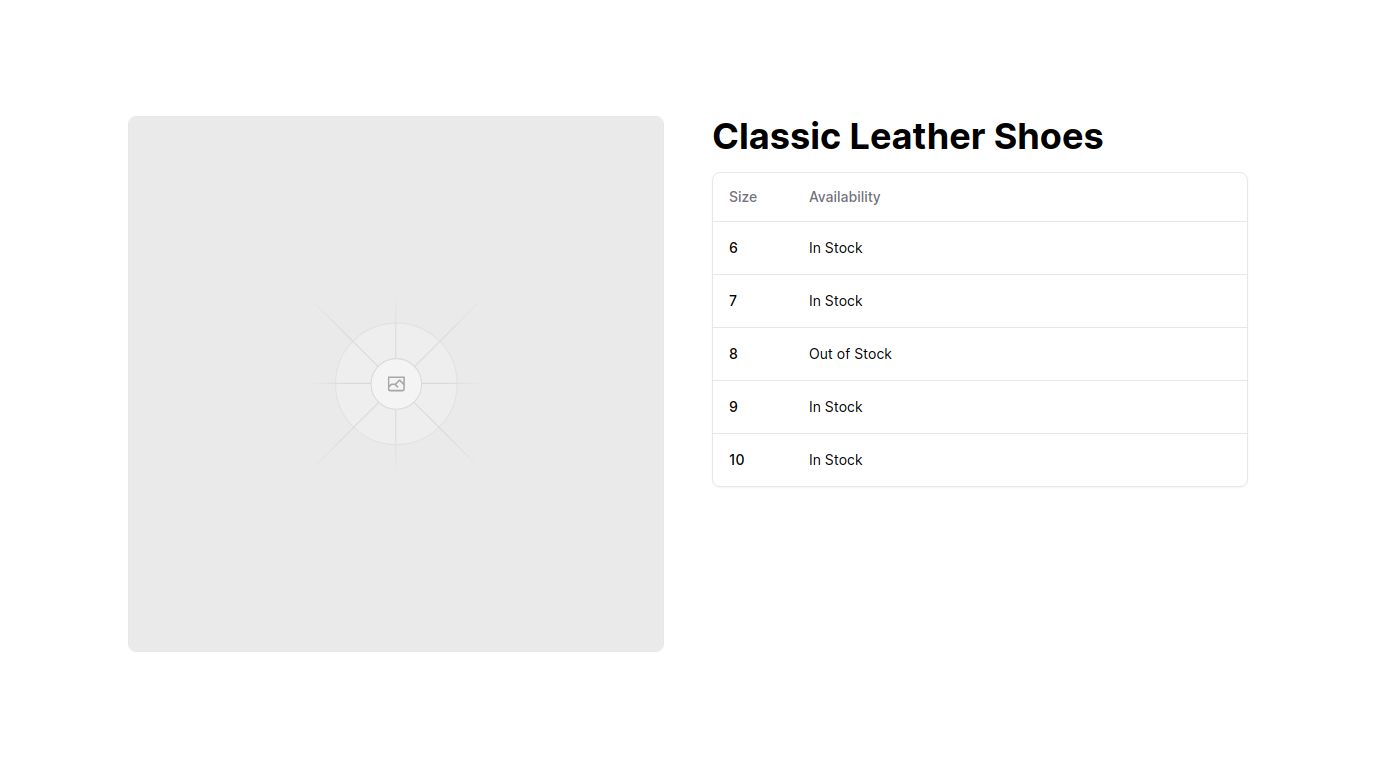 Classic Leather Shoes
Size Availability
6 In Stock
7 In Stock
8 Out of Stock
9 In Stock
10 In Stock